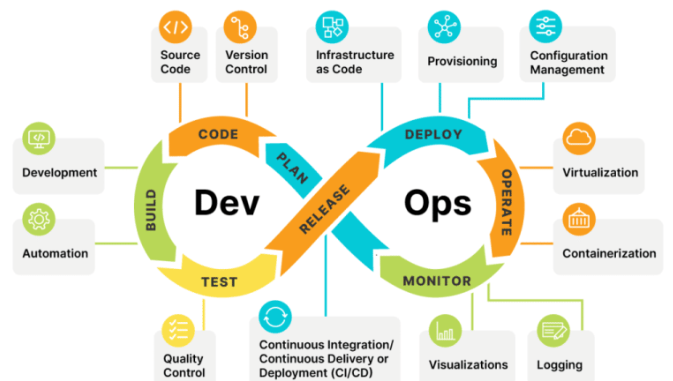 Source
Code
Version
Control
Infrastructure
as Code
Provisioning
Configuration
Management
CODE
PLAN
DEPLOY
Development
BUILD
Dev
RELEASE
Ops
OPERATE
Virtualization
Automation
TEST
MONITOR
Containerization
Quality
Control
Continuous Integration/
Continuous Delivery or
Deployment (CI/CD)
Visualizations
Logging